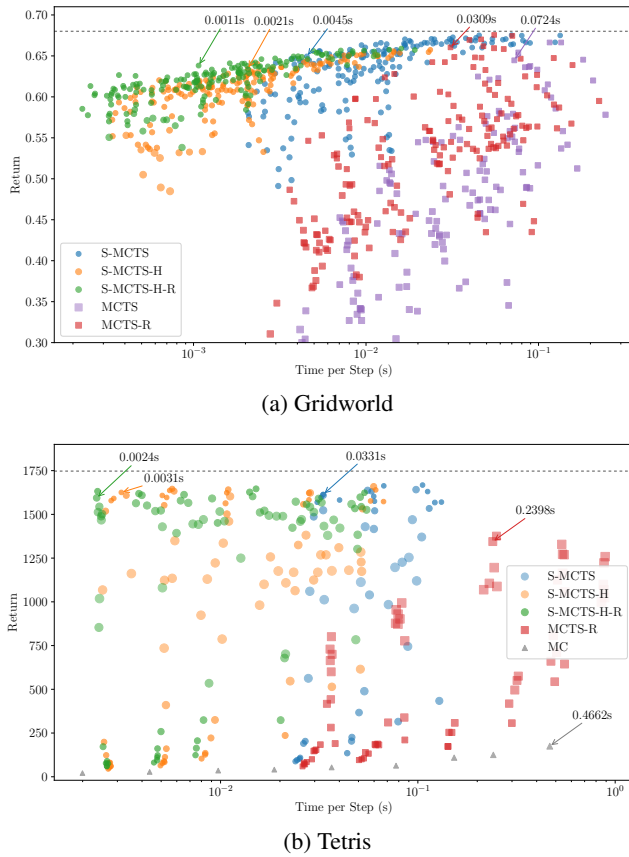 0.0011s 0.0021s 0.0045s 0.0309s 0.0724s
0.70
0.65
0.60
0.55
0.50
0.45
0.40
0.35
0.30
Return
S-MCTS
S-MCTS-H
S-MCTS-H-R
MCTS
MCTS-R
10⁻³ 10⁻² 10⁻¹
Time per Step (s)
(a) Gridworld
0.0024s 0.0031s 0.0331s
0.2398s
0.4662s
1750
1500
1250
1000
750
500
250
0
Return
S-MCTS
S-MCTS-H
S-MCTS-H-R
MCTS-R
MC
10⁻² 10⁻¹ 10⁰
Time per Step (s)
(b) Tetris